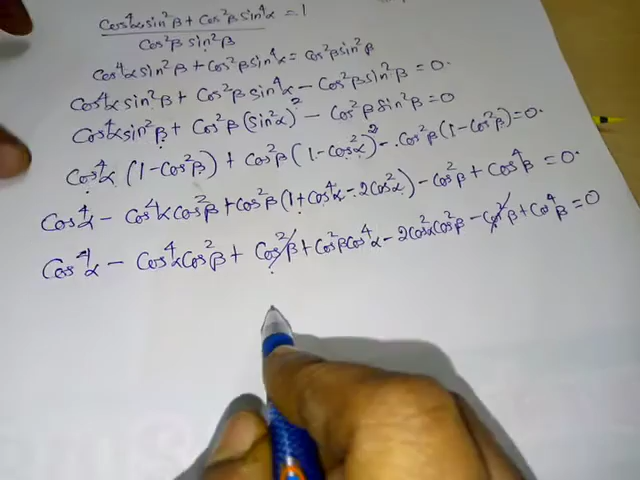 cos⁴α sin²β + cos²β sin⁴α / cos²β sin²β = 1
cos⁴α sin²β + cos²β sin⁴α = cos²β sin²β
cos⁴α sin²β + cos²β sin⁴α − cos²β sin²β = 0.
cos⁴α sin²β + cos²β (sin²α)² − cos²β sin²β = 0
cos⁴α (1 − cos²β) + cos²β (1 − cos²α)² − cos²β (1 − cos²β) = 0.
cos⁴α − cos⁴α cos²β + cos²β (1 + cos⁴α − 2cos²α) − cos²β + cos⁴β = 0.
cos⁴α − cos⁴α cos²β + cos²β + cos²β cos⁴α − 2cos²α cos²β − cos²β + cos⁴β = 0